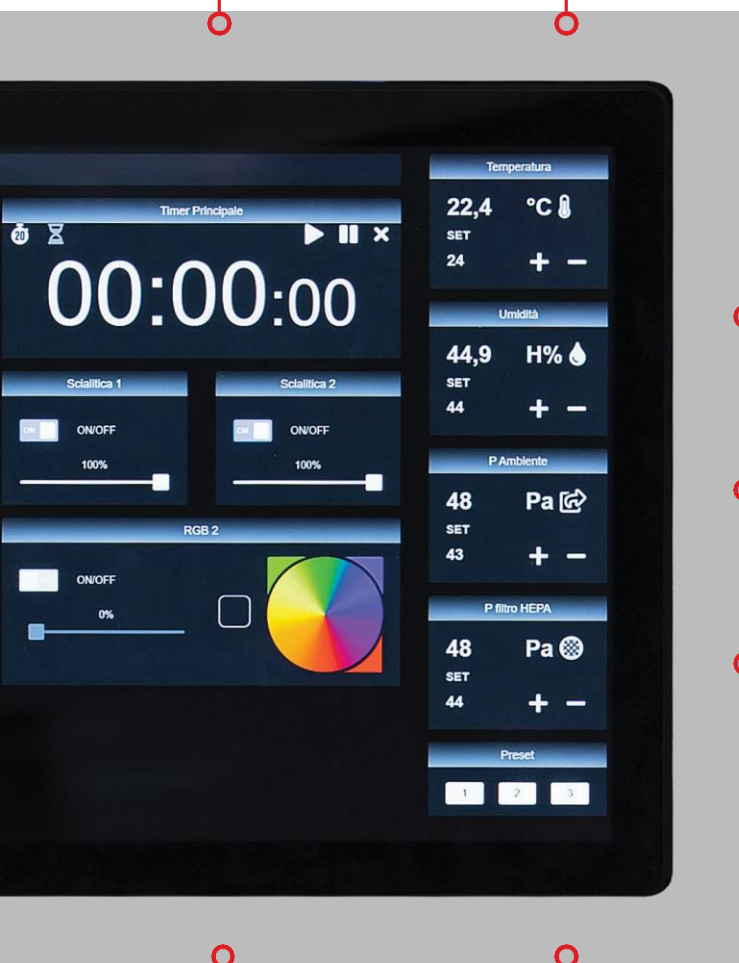 Timer Principale
20
00:00:00
Scialitica 1
ON
ON/OFF
100%
Scialitica 2
ON
ON/OFF
100%
RGB 2
ON/OFF
0%
Temperatura
22,4 °C
SET
24 + −
Umidità
44,9 H%
SET
44 + −
P Ambiente
48 Pa
SET
43 + −
P filtro HEPA
48 Pa
SET
44 + −
Preset
1 2 3